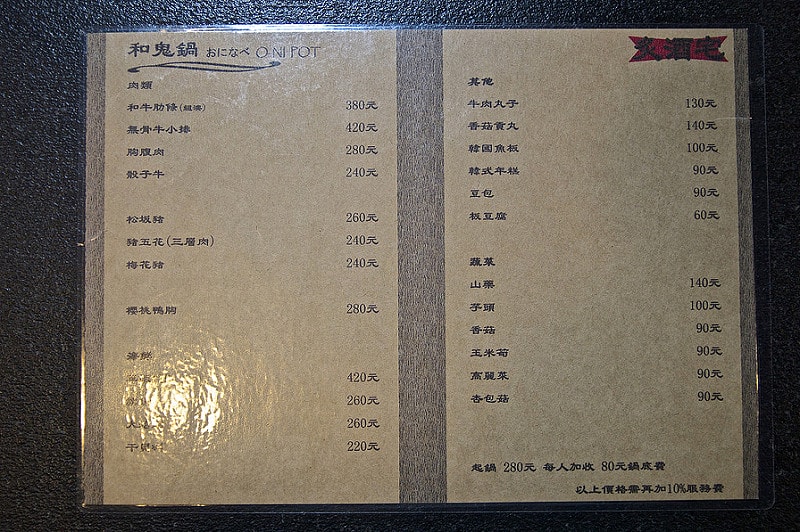 和鬼鍋 おになべ O NI POT
肉類
和牛肋條(紐澳) 380元
無骨牛小排 420元
胸腹肉 280元
骰子牛 240元
松坂豬 260元
豬五花(三層肉) 240元
梅花豬 240元
櫻桃鴨胸 280元
海鮮
420元
260元
260元
干貝 220元
其他
牛肉丸子 130元
香菇貢丸 140元
韓國魚板 100元
韓式年糕 90元
豆包 90元
板豆腐 60元
蔬菜
山藥 140元
芋頭 100元
香菇 90元
玉米筍 90元
高麗菜 90元
杏包菇 90元
起鍋 280元 每人加收 80元鍋底費
以上價格需再加10%服務費